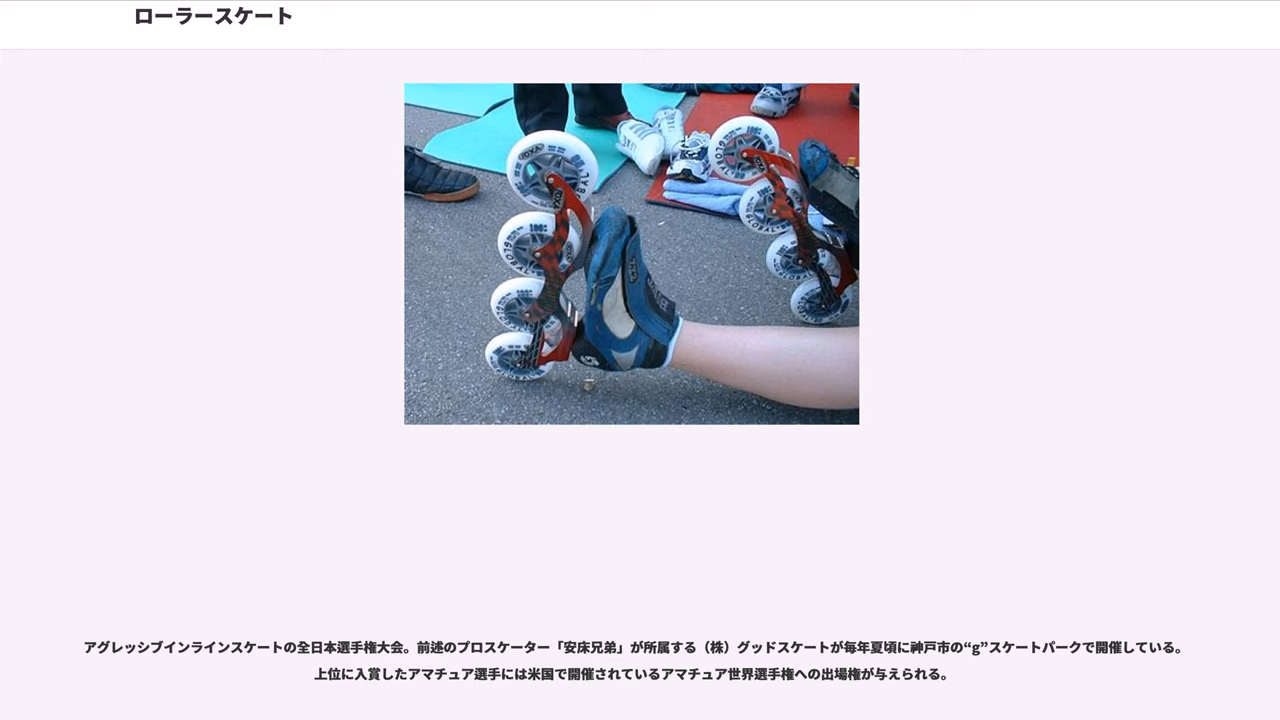 ローラースケート
アグレッシブインラインスケートの全日本選手権大会。前述のプロスケーター「安床兄弟」が所属する（株）グッドスケートが毎年夏頃に神戸市の“g”スケートパークで開催している。
上位に入賞したアマチュア選手には米国で開催されているアマチュア世界選手権への出場権が与えられる。